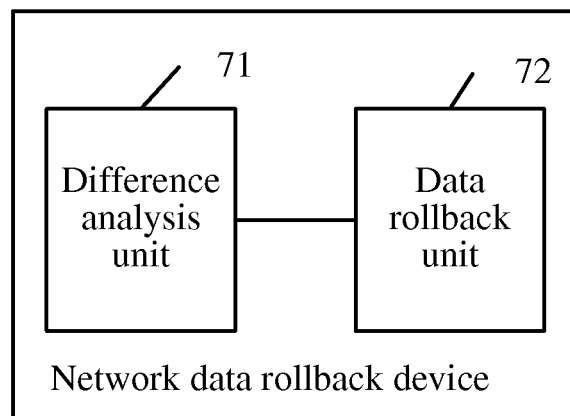 71
72
Difference
analysis
unit
Data
rollback
unit
Network data rollback device